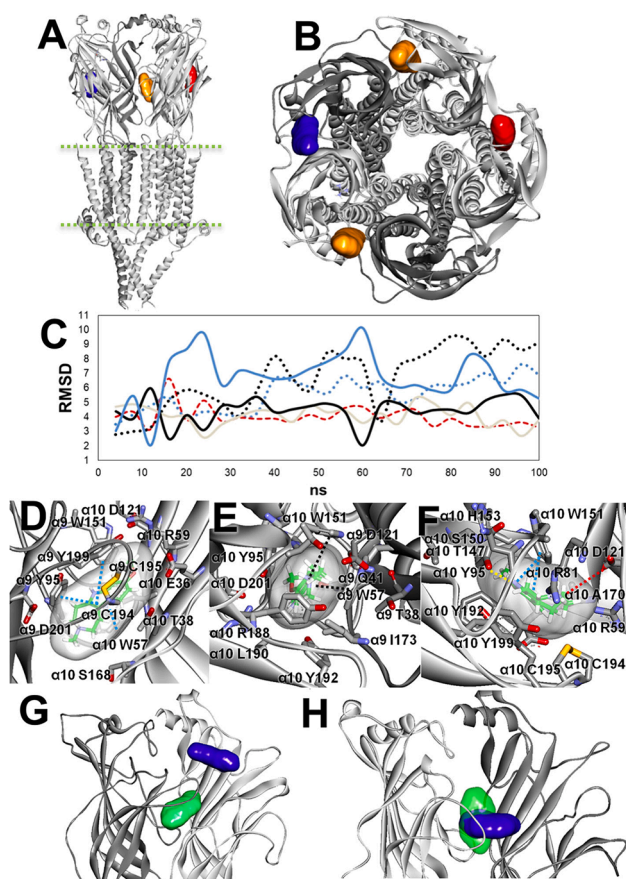 A
B
C
RMSD
11
10
9
8
7
6
5
4
3
2
1
0 10 20 30 40 50 60 70 80 90 100
ns
D
α10 D121
α9 W151
α10 R59
α9 Y199
α9 C195
α9 Y95
α10 E36
α9 C194
α10 T38
α9 D201
α10 W57
α10 S168
E
α10 W151
α9 D121
α10 Y95
α10 D201
α9 Q41
α9 W57
α9 T38
α10 R188
α9 I173
α10 L190
α10 Y192
F
α10 H153
α10 W151
α10 S150
α10 T147
α10 D121
α10 Y95
α10 R81
α10 A170
α10 Y192
α10 R59
α10 Y199
α10 C195
α10 C194
G
H